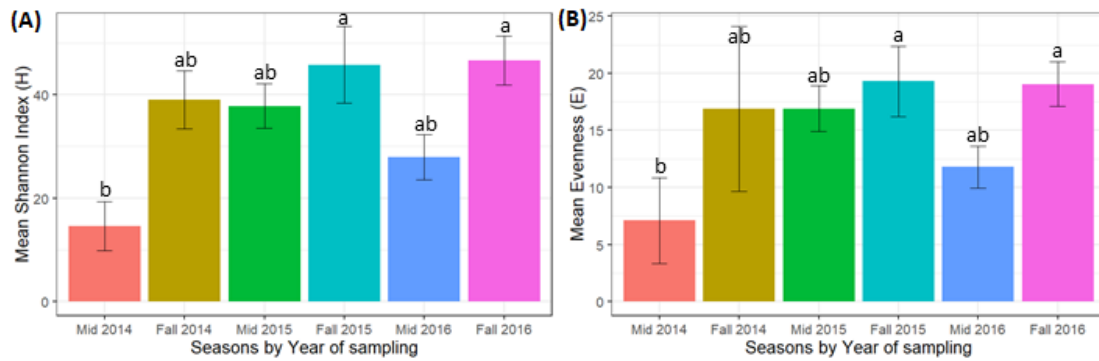 (A)
Mean Shannon Index (H)
40
20
0
b
ab
ab
a
ab
a
Mid 2014 Fall 2014 Mid 2015 Fall 2015 Mid 2016 Fall 2016
Seasons by Year of sampling
(B)
Mean Evenness (E)
25
20
15
10
5
0
b
ab
ab
a
ab
a
Mid 2014 Fall 2014 Mid 2015 Fall 2015 Mid 2016 Fall 2016
Seasons by Year of sampling